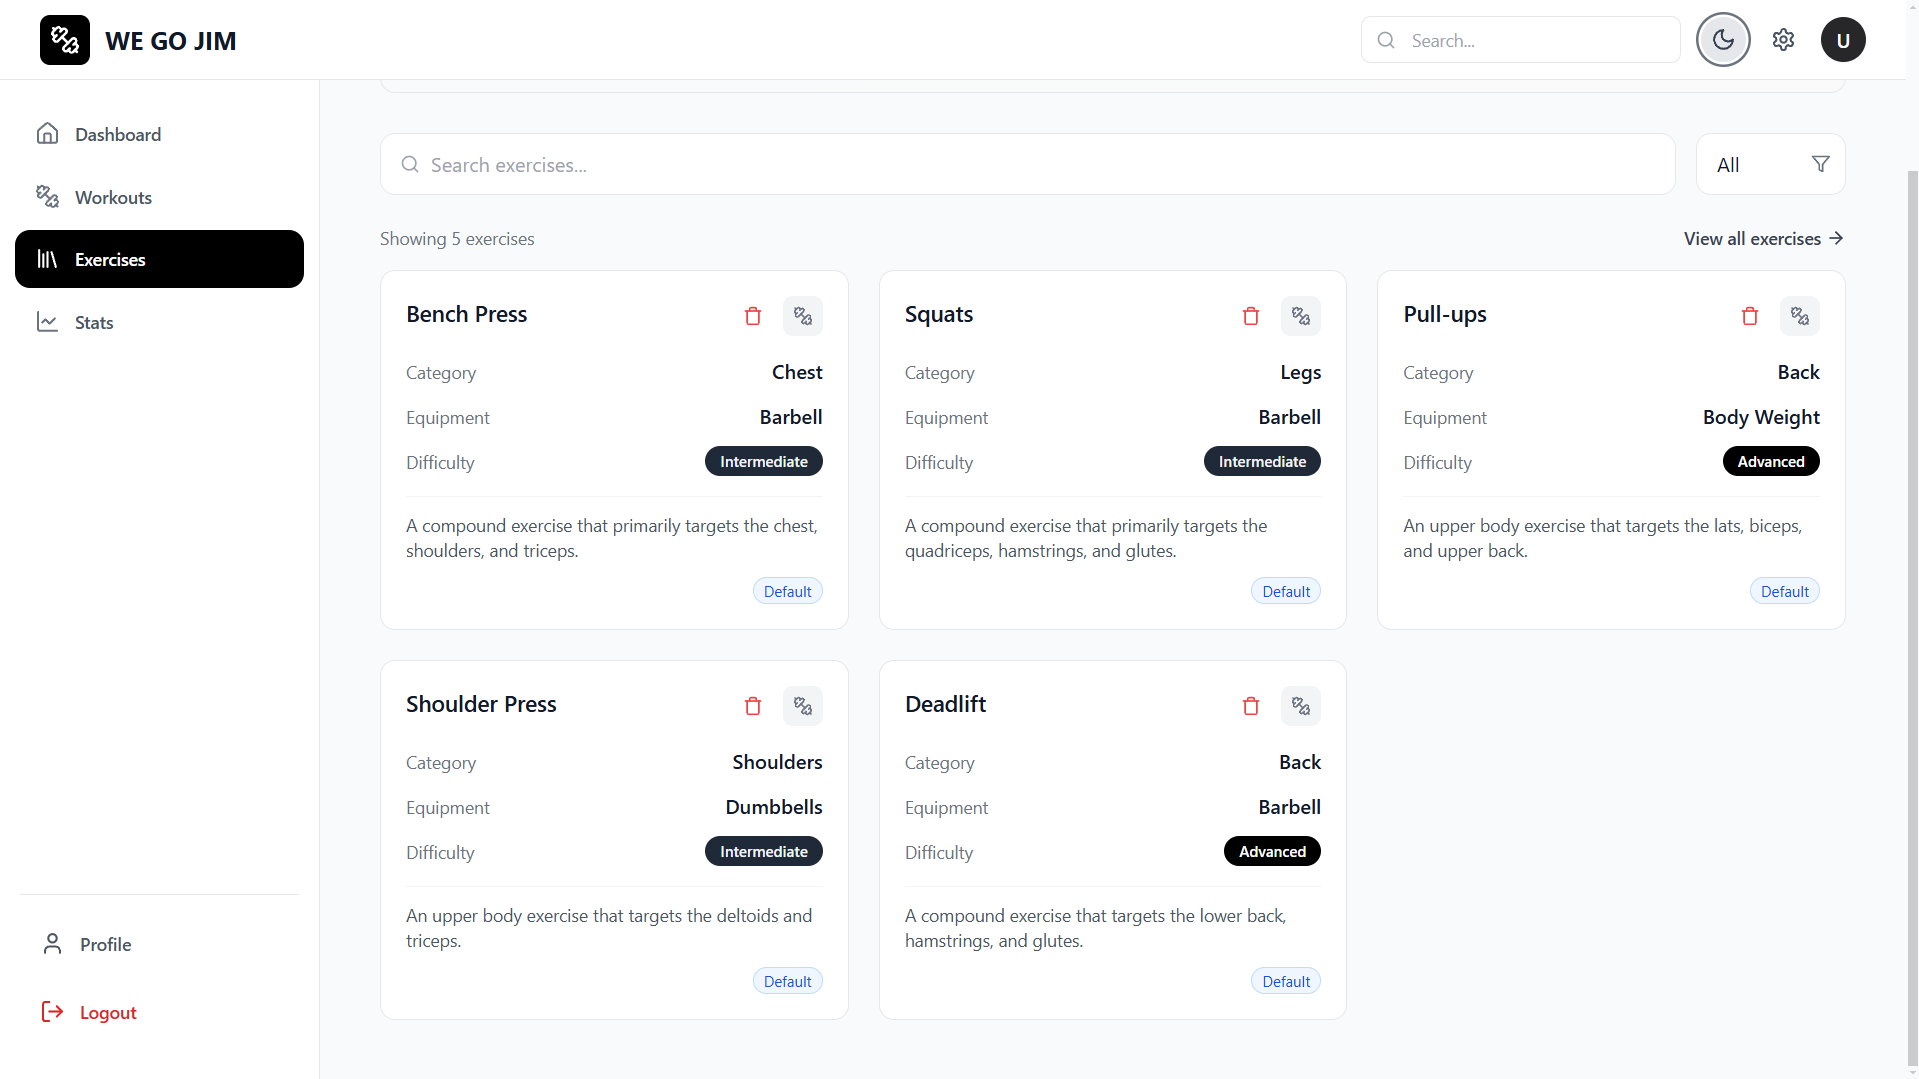 WE GO JIM
Search...
U
Dashboard
Workouts
Exercises
Stats
Profile
Logout
Search exercises...
All
Showing 5 exercises
View all exercises
Bench Press
Category Chest
Equipment Barbell
Difficulty Intermediate
A compound exercise that primarily targets the chest,
shoulders, and triceps.
Default
Squats
Category Legs
Equipment Barbell
Difficulty Intermediate
A compound exercise that primarily targets the
quadriceps, hamstrings, and glutes.
Default
Pull-ups
Category Back
Equipment Body Weight
Difficulty Advanced
An upper body exercise that targets the lats, biceps,
and upper back.
Default
Shoulder Press
Category Shoulders
Equipment Dumbbells
Difficulty Intermediate
An upper body exercise that targets the deltoids and
triceps.
Default
Deadlift
Category Back
Equipment Barbell
Difficulty Advanced
A compound exercise that targets the lower back,
hamstrings, and glutes.
Default